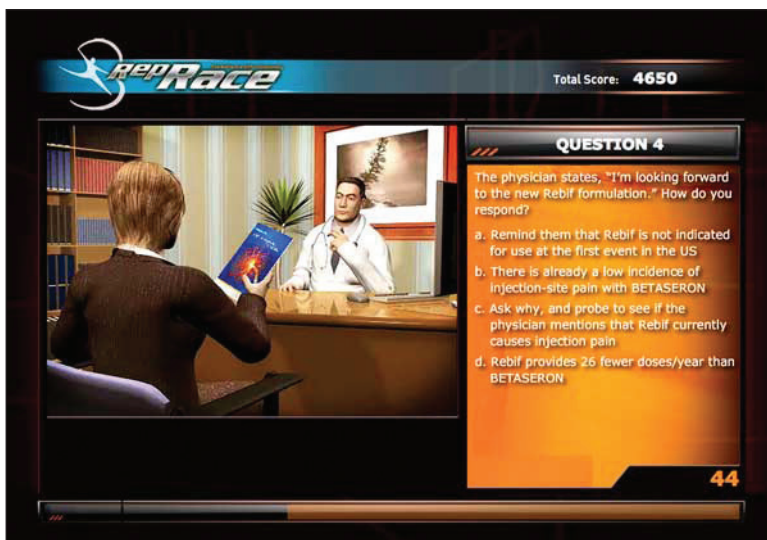 RepRace
Total Score: 4650
QUESTION 4
The physician states, "I'm looking forward
to the new Rebif formulation." How do you
respond?
a. Remind them that Rebif is not indicated
for use at the first event in the US
b. There is already a low incidence of
injection-site pain with BETASERON
c. Ask why, and probe to see if the
physician mentions that Rebif currently
causes injection pain
d. Rebif provides 26 fewer doses/year than
BETASERON
44